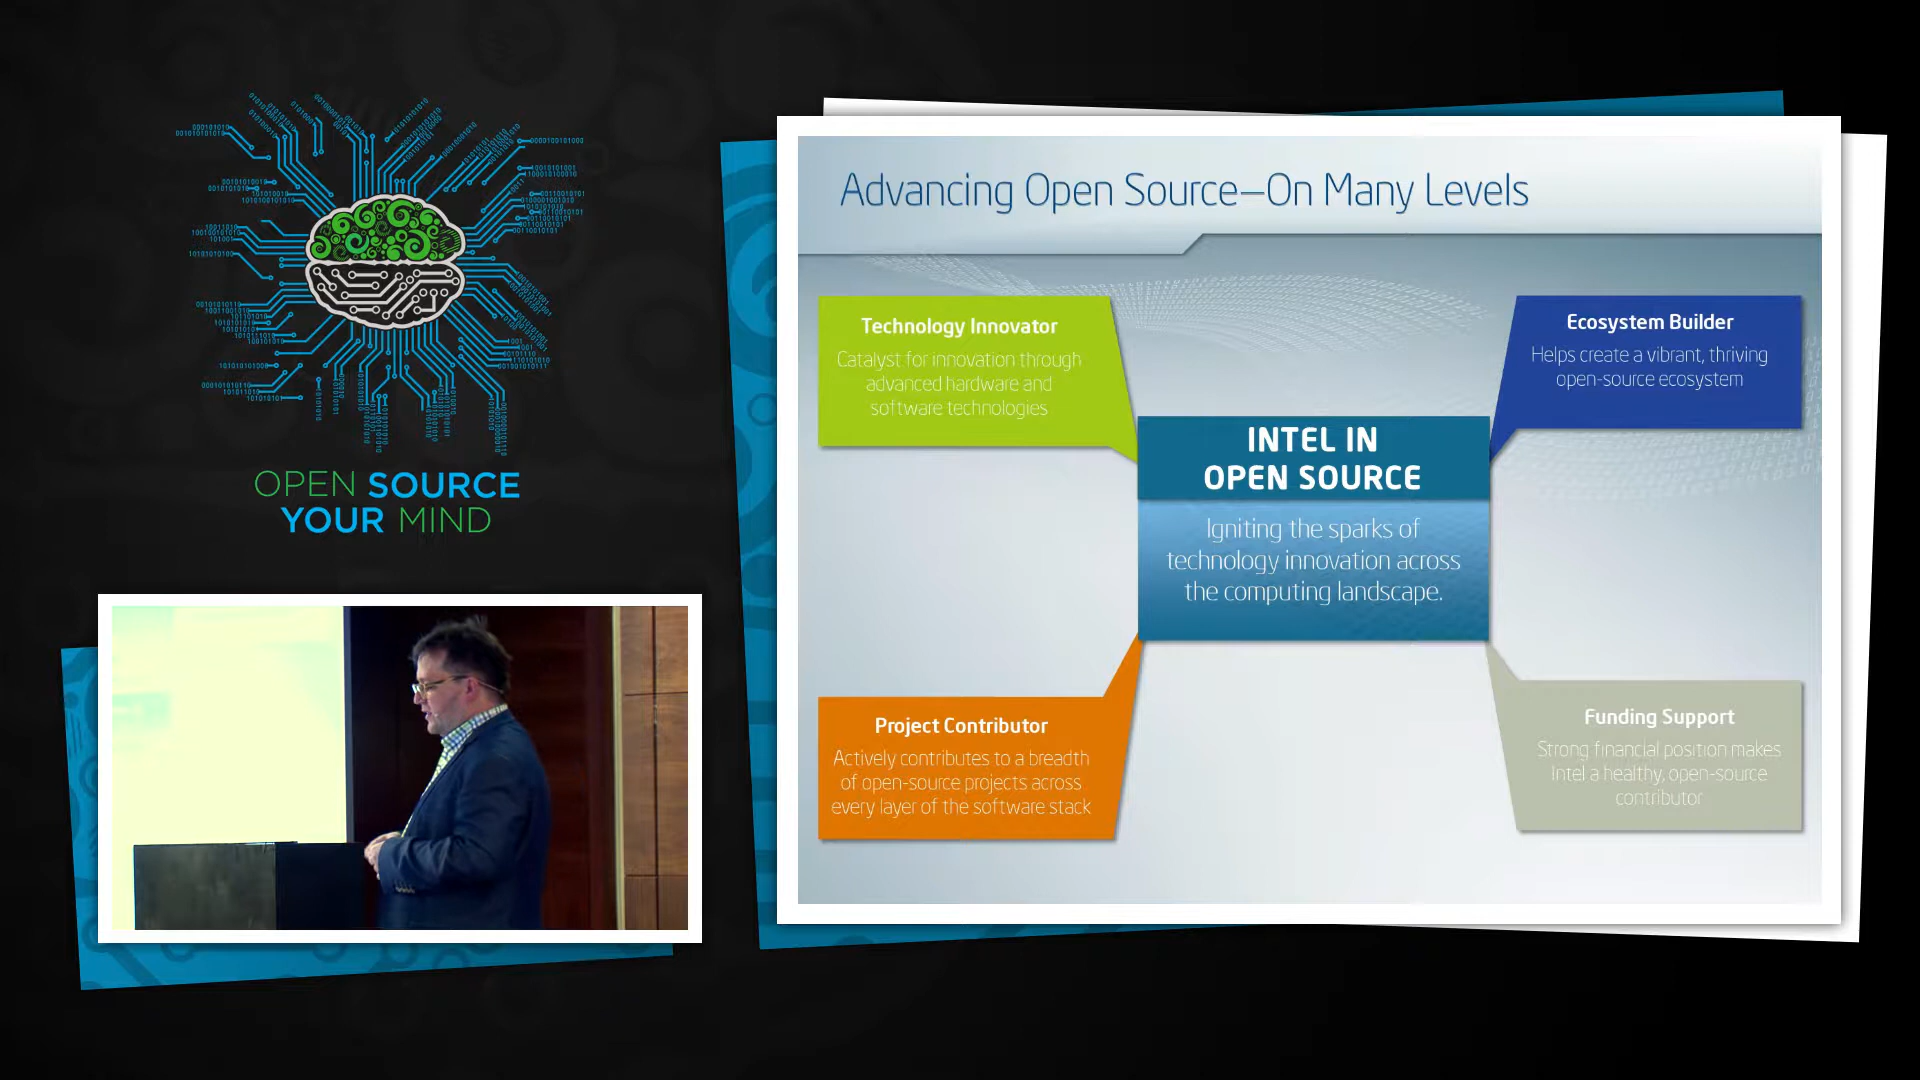 OPEN SOURCE
YOUR MIND
Advancing Open Source—On Many Levels
Technology Innovator
Catalyst for innovation through
advanced hardware and
software technologies
Ecosystem Builder
Helps create a vibrant, thriving
open-source ecosystem
INTEL IN
OPEN SOURCE
Igniting the sparks of
technology innovation across
the computing landscape.
Project Contributor
Actively contributes to a breadth
of open-source projects across
every layer of the software stack
Funding Support
Strong financial position makes
Intel a healthy, open-source
contributor